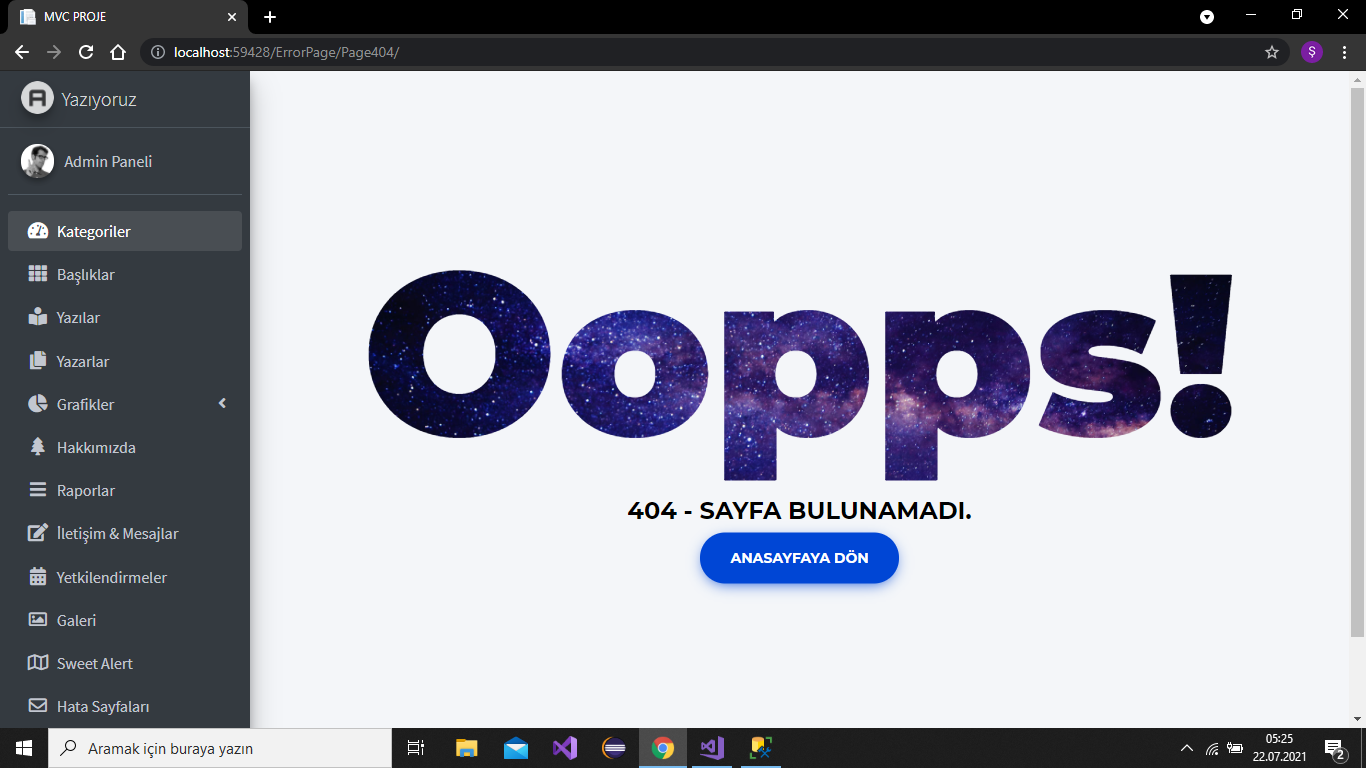 MVC PROJE
localhost:59428/ErrorPage/Page404/
Ş
A Yazıyoruz
Admin Paneli
Kategoriler
Başlıklar
Yazılar
Yazarlar
Grafikler
Hakkımızda
Raporlar
İletişim & Mesajlar
Yetkilendirmeler
Galeri
Sweet Alert
Hata Sayfaları
Oopps!
404 - SAYFA BULUNAMADI.
ANASAYFAYA DÖN
Aramak için buraya yazın
05:25
22.07.2021
2